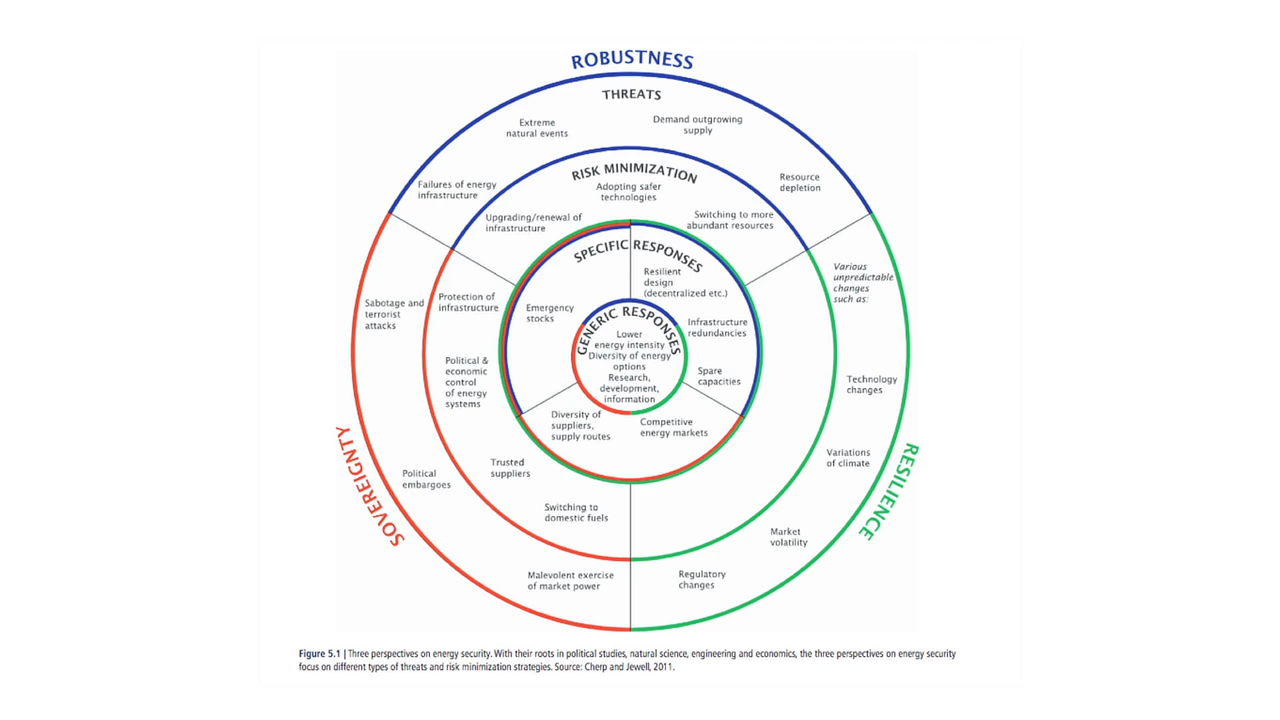 ROBUSTNESS
THREATS
Extreme
natural events
Demand outgrowing
supply
Failures of energy
infrastructure
Resource
depletion
RISK MINIMIZATION
Adopting safer
technologies
Upgrading/renewal of
infrastructure
Switching to more
abundant resources
SPECIFIC RESPONSES
Resilient
design
(decentralized etc.)
Emergency
stocks
Infrastructure
redundancies
Spare
capacities
GENERIC RESPONSES
Lower
energy intensity
Diversity of energy
options
Research,
development,
information
Diversity of
suppliers,
supply routes
Competitive
energy markets
Sabotage and
terrorist
attacks
Protection of
infrastructure
Political &
economic
control
of energy
systems
Trusted
suppliers
Switching to
domestic fuels
Political
embargoes
Malevolent exercise
of market power
SOVEREIGNTY
Various
unpredictable
changes
such as:
Technology
changes
Variations
of climate
Market
volatility
Regulatory
changes
RESILIENCE
Figure 5.1 | Three perspectives on energy security. With their roots in political studies, natural science, engineering and economics, the three perspectives on energy security
focus on different types of threats and risk minimization strategies. Source: Cherp and Jewell, 2011.